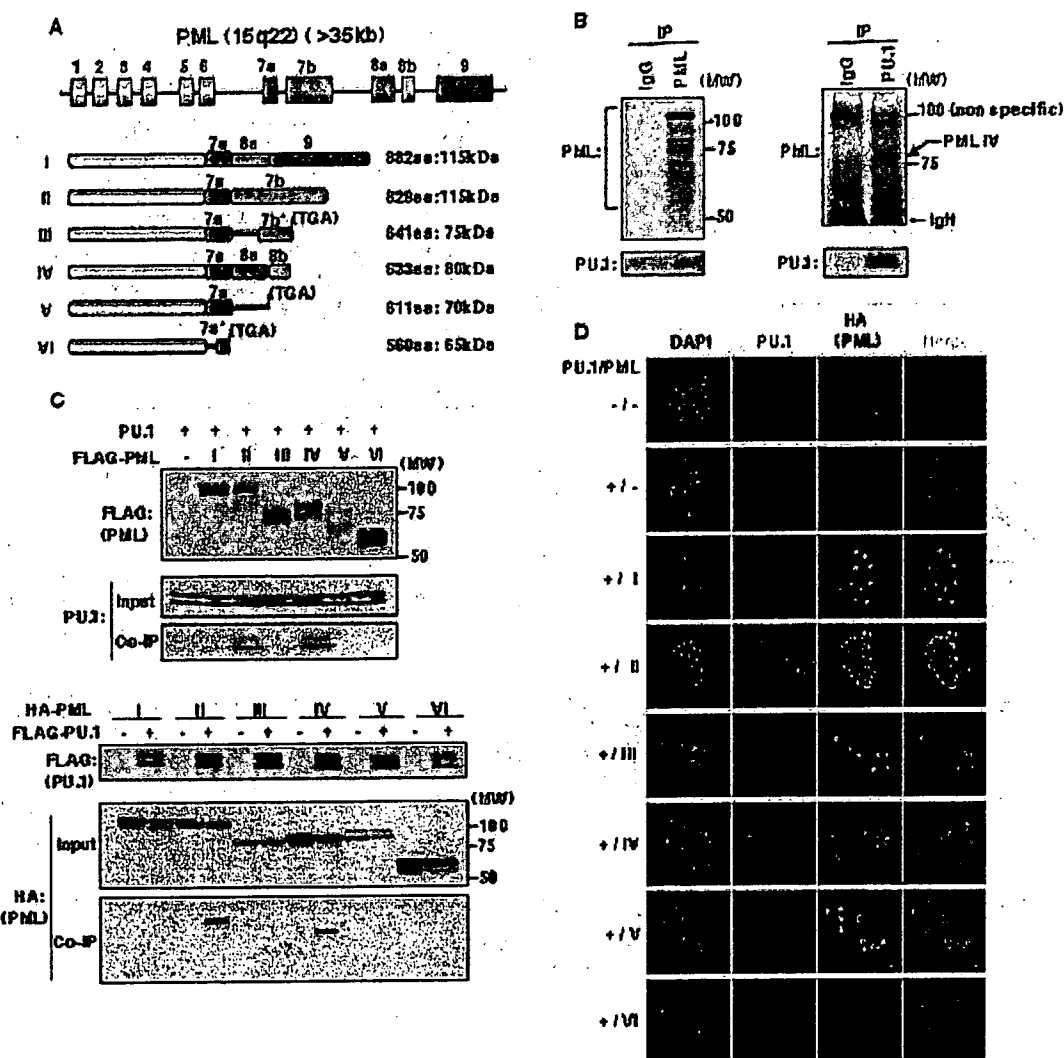 A
PML (15q22) (>35kb)
1 2 3 4 5 6 7a 7b 8a 8b 9
I 7a 8a 9 882aa:115kDa
II 7a 7b 829aa:115kDa
III 7a 7b* (TGA) 641aa: 75kDa
IV 7a 8a 8b 633aa: 80kDa
V 7a (TGA) 611aa: 70kDa
VI 7a* (TGA) 560aa: 65kDa
B
IP
IgG PML (MW)
PML:
100
75
50
PU.1:
IP
IgG PU.1 (MW)
100 (non specific)
PML:
PML IV
75
IgH
PU.1:
C
PU.1 + + + + + + +
FLAG-PML - I II III IV V VI
(MW)
FLAG: (PML)
100
75
50
PU.1:
Input
Co-IP
HA-PML I II III IV V VI
FLAG-PU.1 - + - + - + - + - + - +
FLAG: (PU.1)
(MW)
HA: (PML)
Input
100
75
50
Co-IP
D
DAPI PU.1 HA (PML) Merge
PU.1/PML
- / -
+ / -
+ / I
+ / II
+ / III
+ / IV
+ / V
+ / VI